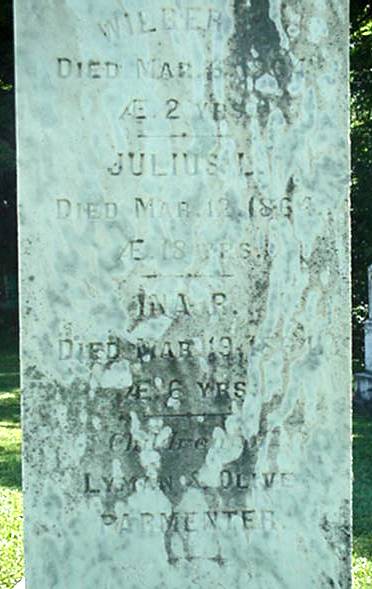 WILBER
DIED MAR.
Æ. 2 YRS.
JULIUS L.
DIED MAR. 12, 186
Æ. 18 YRS.
INA R.
DIED MAR. 19,
Æ 6 YRS
Children of
LYMAN & OLIVE
PARMENTER.